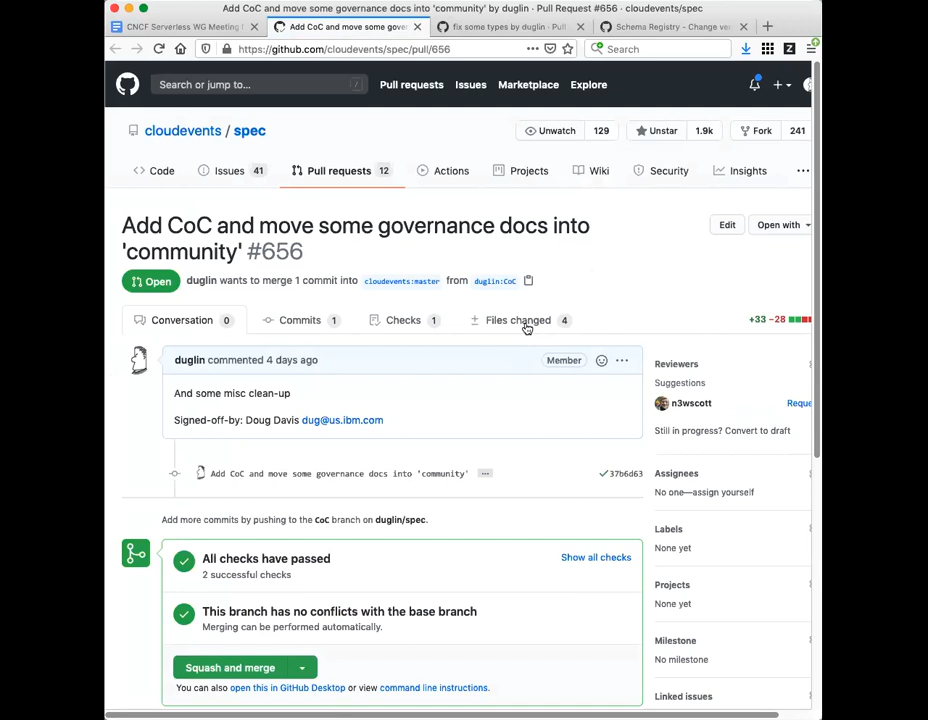 Add CoC and move some governance docs into 'community' by duglin · Pull Request #656 · cloudevents/spec
CNCF Serverless WG Meeting
Add CoC and move some gover
fix some types by duglin · Pull
Schema Registry - Change ver
https://github.com/cloudevents/spec/pull/656
Search
Search or jump to...
/
Pull requests
Issues
Marketplace
Explore
cloudevents / spec
Unwatch 129
Unstar 1.9k
Fork 241
Code
Issues 41
Pull requests 12
Actions
Projects
Wiki
Security
Insights
Add CoC and move some governance docs into
'community' #656
Edit
Open with
Open
duglin wants to merge 1 commit into cloudevents:master from duglin:CoC
Conversation 0
Commits 1
Checks 1
Files changed 4
+33 −28
duglin commented 4 days ago
Member
And some misc clean-up
Signed-off-by: Doug Davis dug@us.ibm.com
Reviewers
Suggestions
n3wscott
Reque
Still in progress? Convert to draft
Add CoC and move some governance docs into 'community'
37b6d63
Assignees
No one—assign yourself
Add more commits by pushing to the CoC branch on duglin/spec.
Labels
None yet
All checks have passed
2 successful checks
Show all checks
Projects
None yet
This branch has no conflicts with the base branch
Merging can be performed automatically.
Milestone
No milestone
Squash and merge
You can also open this in GitHub Desktop or view command line instructions.
Linked issues